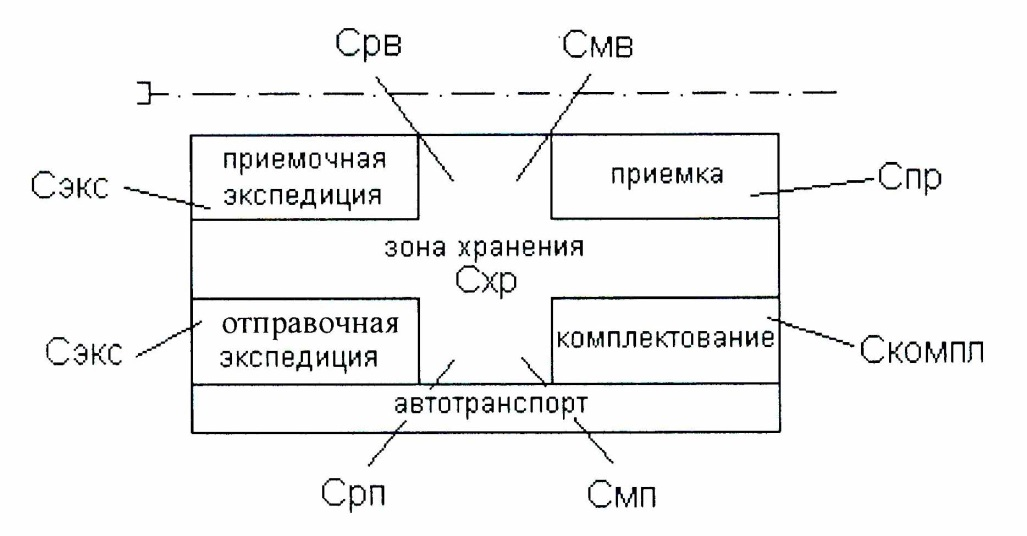 Срв Смв
приемочная
экспедиция
приемка
Сэкс
Спр
зона хранения
Схр
отправочная
экспедиция
комплектование
Сэкс
Скомпл
автотранспорт
Срп Смп